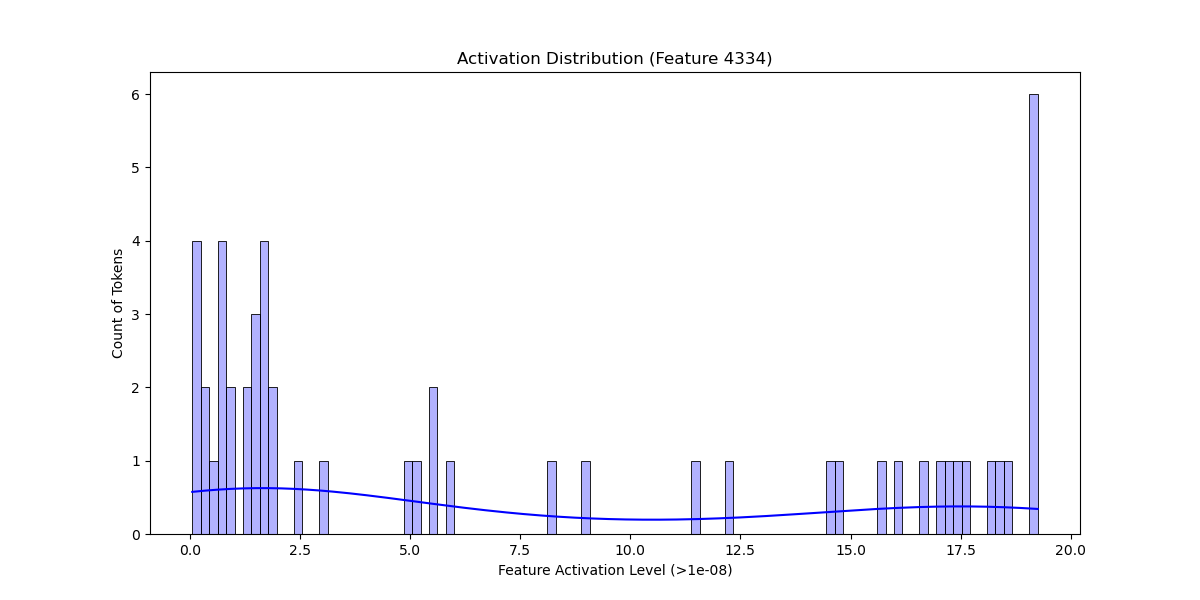 Activation Distribution (Feature 4334)
6
5
4
3
2
1
0
Count of Tokens
0.0 2.5 5.0 7.5 10.0 12.5 15.0 17.5 20.0
Feature Activation Level (>1e-08)